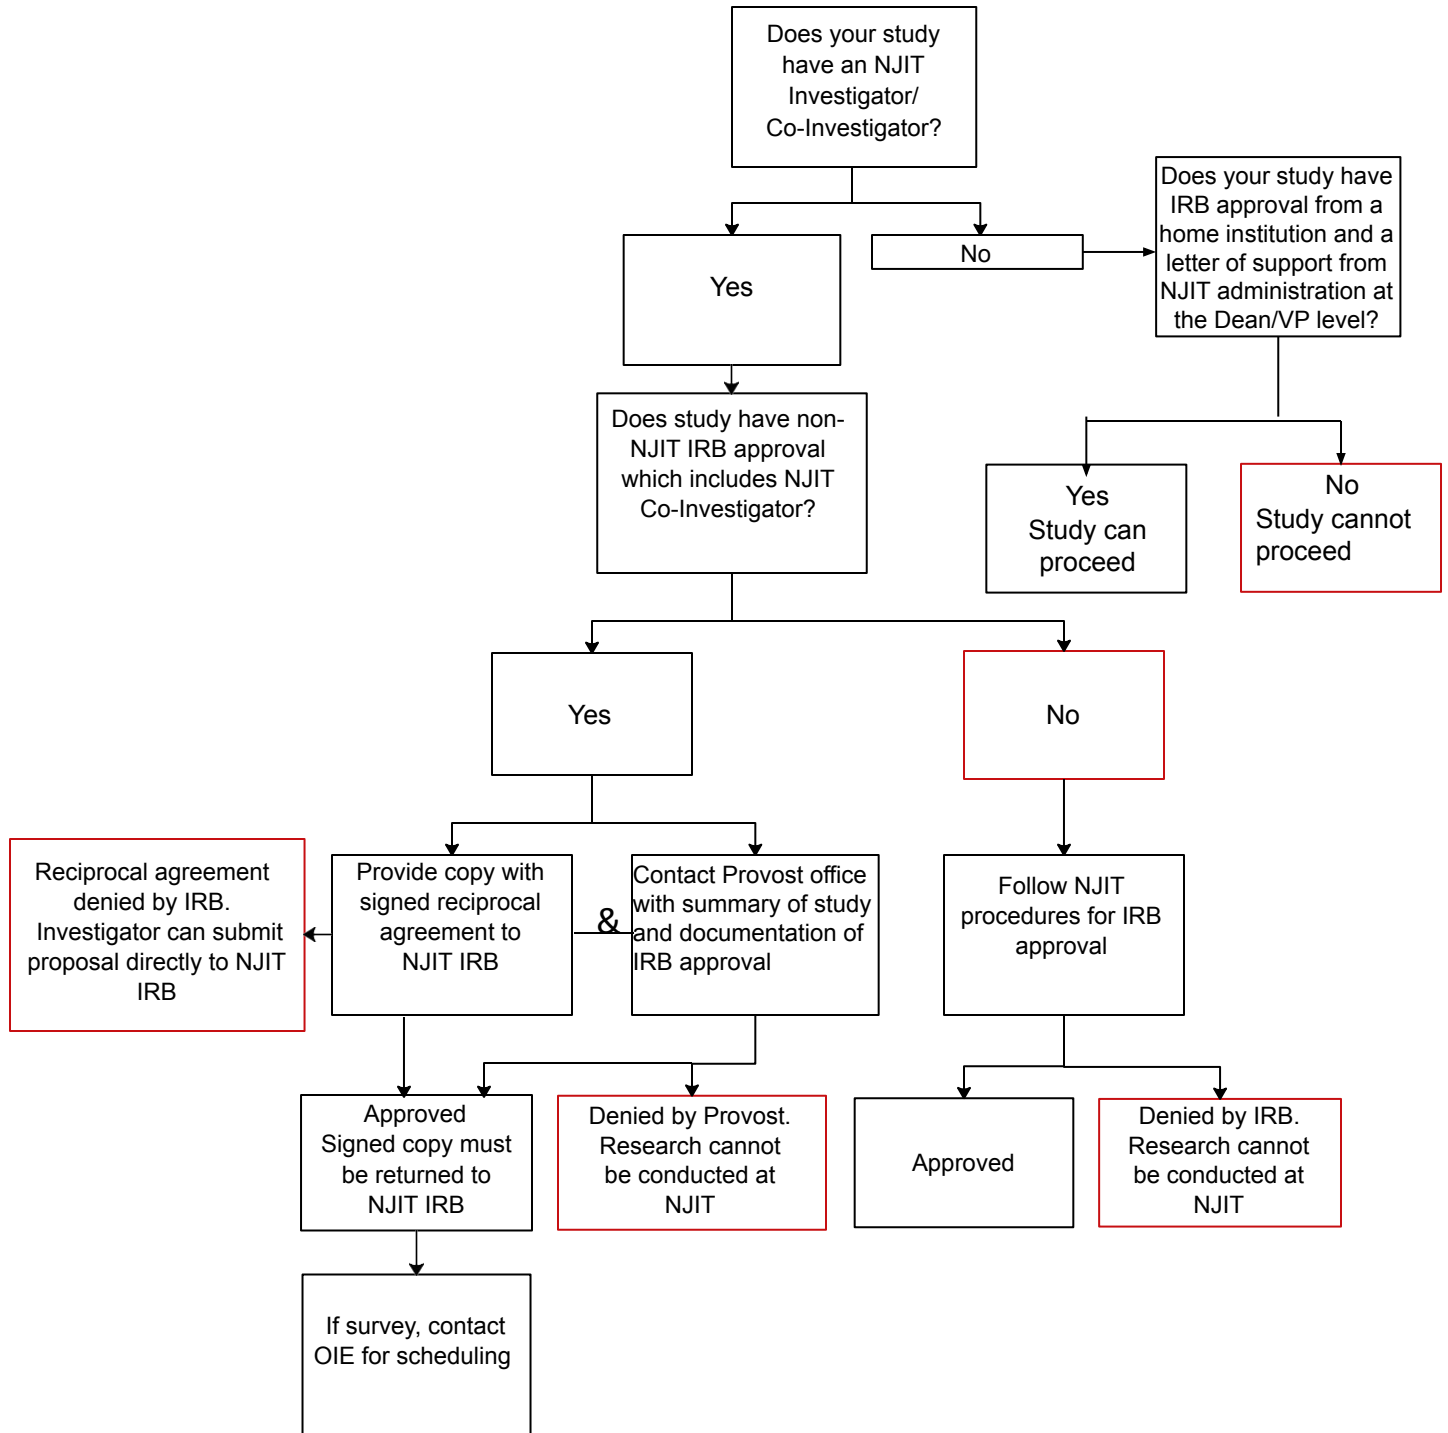 Does your study
have an NJIT
Investigator/
Co-Investigator?
Does your study have
IRB approval from a
home institution and a
letter of support from
NJIT administration at
the Dean/VP level?
No
Yes
Does study have non-
NJIT IRB approval
which includes NJIT
Co-Investigator?
Yes
Study can
proceed
No
Study cannot
proceed
Yes
No
Reciprocal agreement
denied by IRB.
Investigator can submit
proposal directly to NJIT
IRB
Provide copy with
signed reciprocal
agreement to
NJIT IRB
&
Contact Provost office
with summary of study
and documentation of
IRB approval
Follow NJIT
procedures for IRB
approval
Approved
Signed copy must
be returned to
NJIT IRB
Denied by Provost.
Research cannot
be conducted at
NJIT
Approved
Denied by IRB.
Research cannot
be conducted at
NJIT
If survey, contact
OIE for scheduling